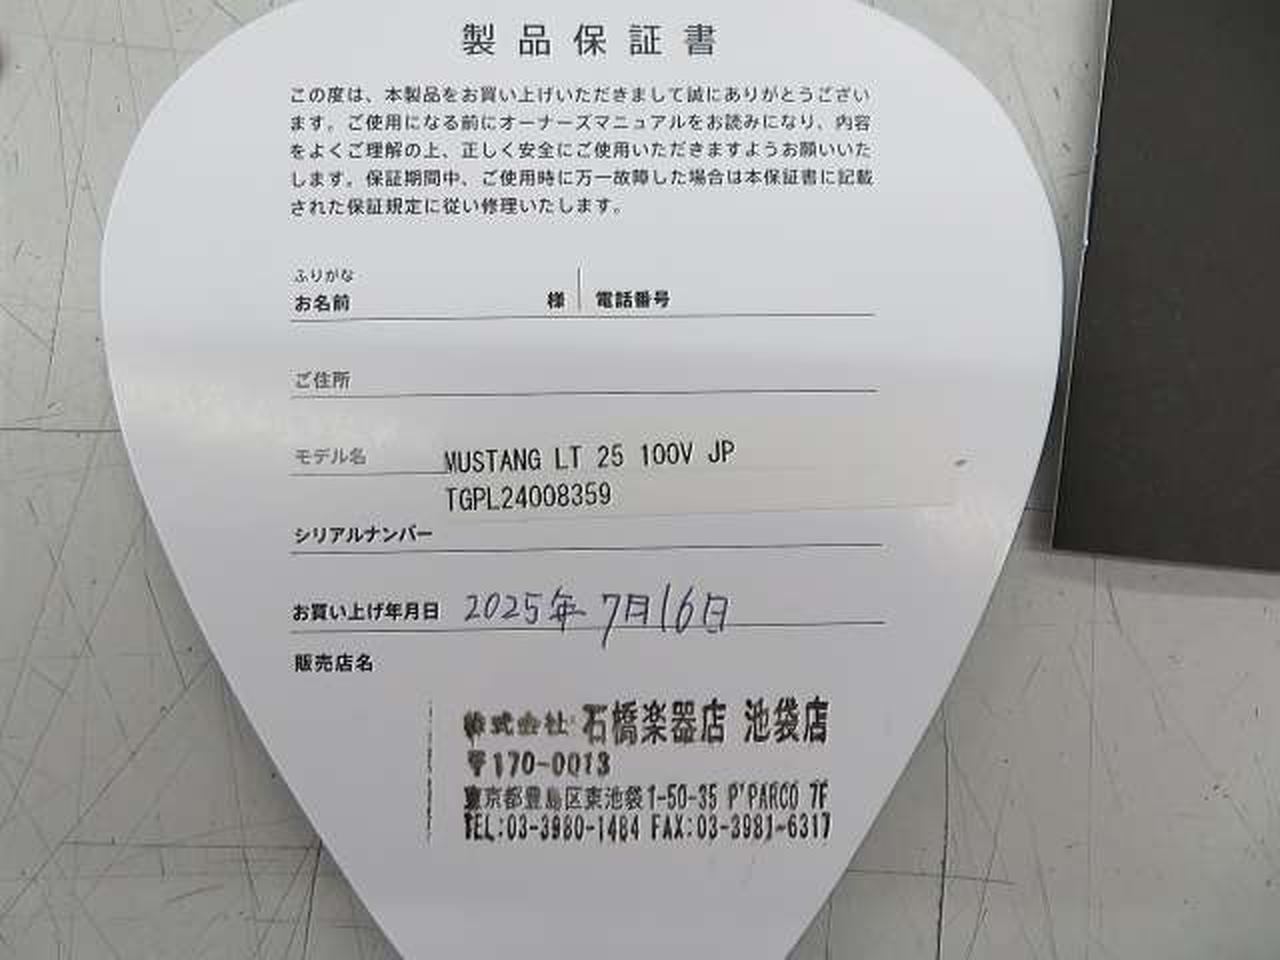 製品保証書
この度は、本製品をお買い上げいただきまして誠にありがとうござい
ます。ご使用になる前にオーナーズマニュアルをお読みになり、内容
をよくご理解の上、正しく安全にご使用いただきますようお願いいた
します。保証期間中、ご使用時に万一故障した場合は本保証書に記載
された保証規定に従い修理いたします。
ふりがな
お名前 様 電話番号
ご住所
モデル名 MUSTANG LT 25 100V JP
TGPL24008359
シリアルナンバー
お買い上げ年月日 2025年7月16日
販売店名
株式会社 石橋楽器店 池袋店
〒170-0013
東京都豊島区東池袋1-50-35 P'PARCO 7F
TEL:03-3980-1484 FAX:03-3981-6317